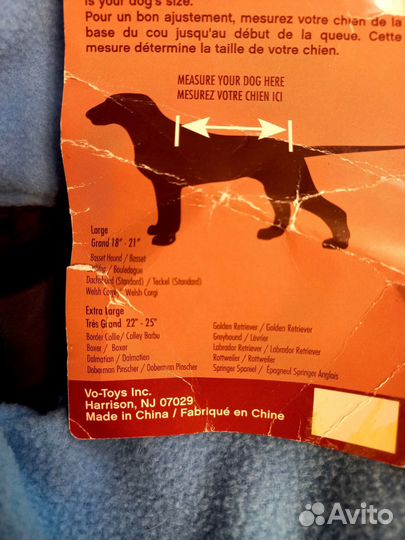 is your dog's size.
Pour un bon ajustement, mesurez votre chien de la
base du cou jusqu'au début de la queue. Cette
mesure détermine la taille de votre chien.
MEASURE YOUR DOG HERE
MESUREZ VOTRE CHIEN ICI
Large
Grand 18" - 21"
Basset Hound / Basset
/ Bouledogue
Dachshund (Standard) / Teckel (Standard)
Welsh Corgi / Welsh Corgi
Extra Large
Très Grand 22" - 25"
Border Collie / Colley Barbu
Boxer / Boxer
Dalmation / Dalmatien
Doberman Pinscher / Doberman Pinscher
Golden Retriever / Golden Retriever
Greyhound / Lévrier
Labrador Retriever / Labrador Retriever
Rottweiler / Rottweiler
Springer Spaniel / Épagneul Springer Anglais
Vo-Toys Inc.
Harrison, NJ 07029
Made in China / Fabriqué en Chine
Avito